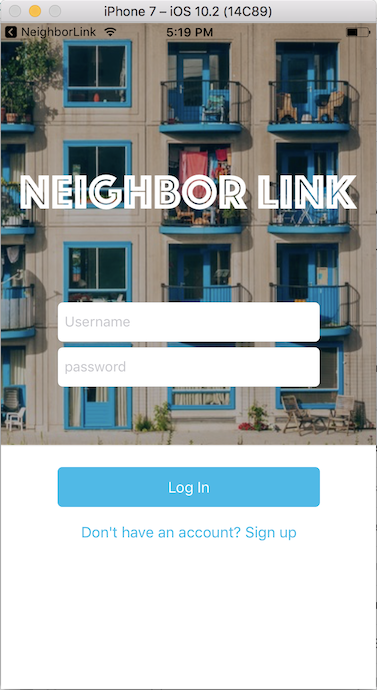 iPhone 7 – iOS 10.2 (14C89)
NeighborLink 5:19 PM
NEIGHBOR LINK
Username
password
Log In
Don't have an account? Sign up